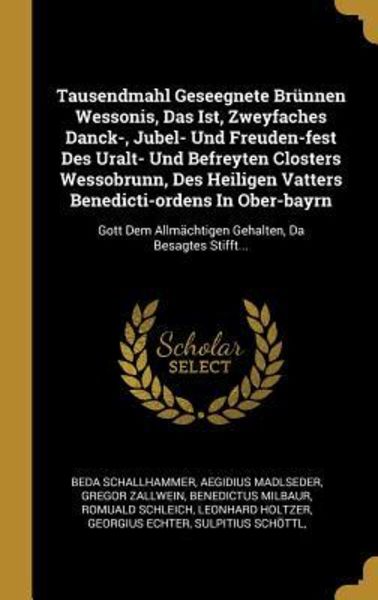 Tausendmahl Geseegnete Brünnen
Wessonis, Das Ist, Zweyfaches
Danck-, Jubel- Und Freuden-fest
Des Uralt- Und Befreyten Closters
Wessobrunn, Des Heiligen Vatters
Benedicti-ordens In Ober-bayrn
Gott Dem Allmächtigen Gehalten, Da
Besagtes Stifft...
Scholar
SELECT
BEDA SCHALLHAMMER, AEGIDIUS MADLSEDER,
GREGOR ZALLWEIN, BENEDICTUS MILBAUR,
ROMUALD SCHLEICH, LEONHARD HOLTZER,
GEORGIUS ECHTER, SULPITIUS SCHÖTTL,